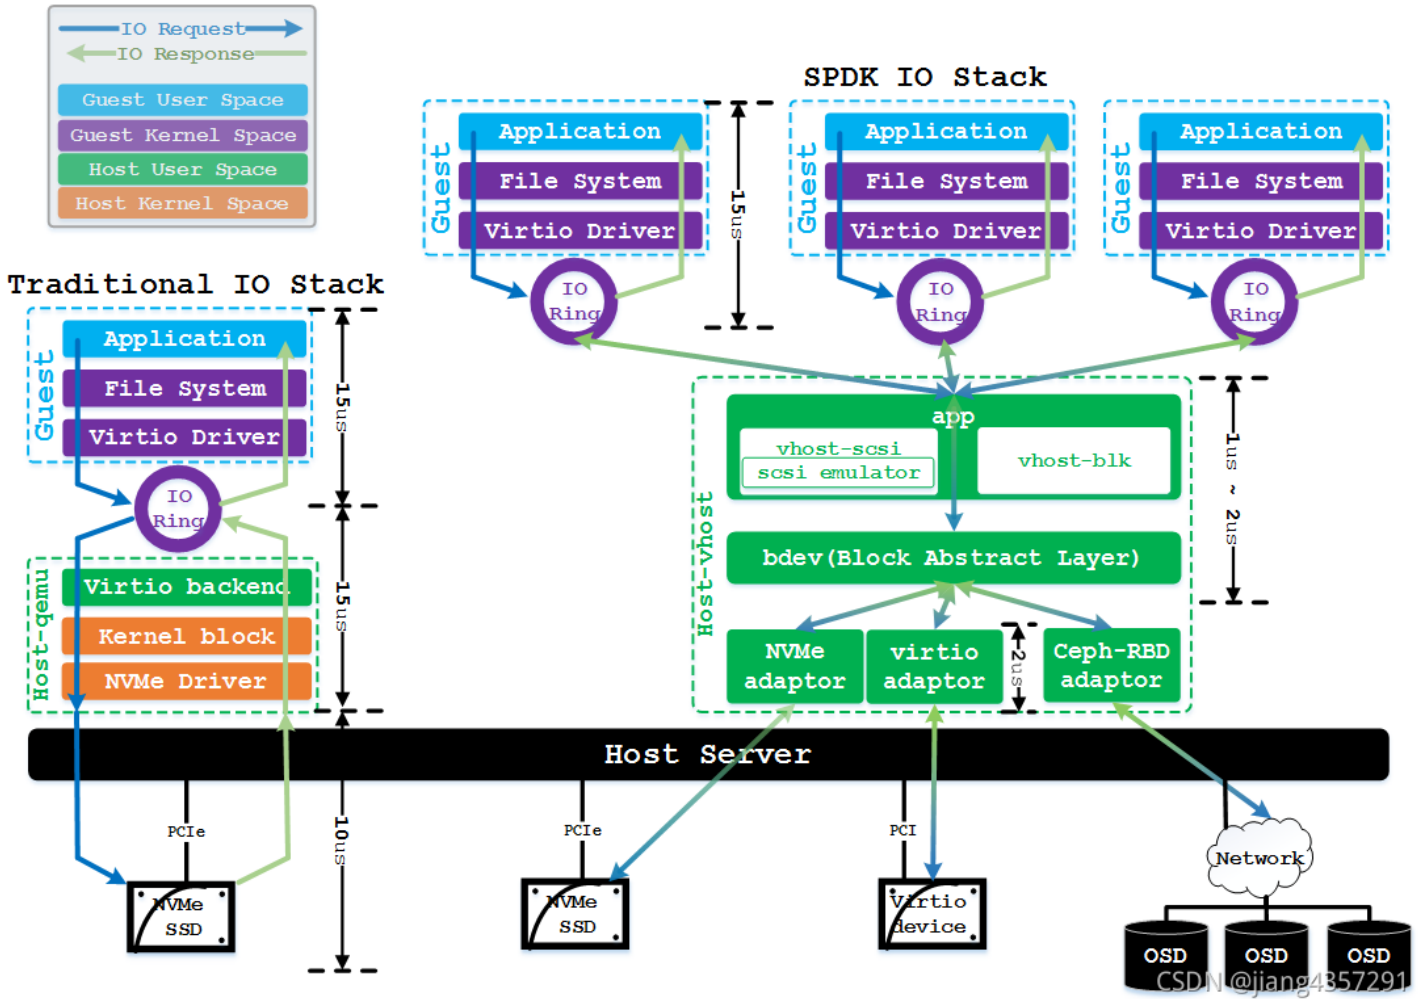 IO Request
IO Response
Guest User Space
Guest Kernel Space
Host User Space
Host Kernel Space
SPDK IO Stack
Guest
Application
File System
Virtio Driver
IO
Ring
15us
Guest
Application
File System
Virtio Driver
IO
Ring
Guest
Application
File System
Virtio Driver
IO
Ring
Traditional IO Stack
Guest
Application
File System
Virtio Driver
IO
Ring
15us
Host-qemu
Virtio backend
Kernel block
NVMe Driver
15us
Host-vhost
app
vhost-scsi
scsi emulator
vhost-blk
bdev(Block Abstract Layer)
1us ~ 2us
NVMe
adaptor
virtio
adaptor
2us
Ceph-RBD
adaptor
Host Server
PCIe
10us
NVMe
SSD
PCIe
NVMe
SSD
PCI
Virtio
device
Network
OSD
OSD
OSD
CSDN @jiang4357291